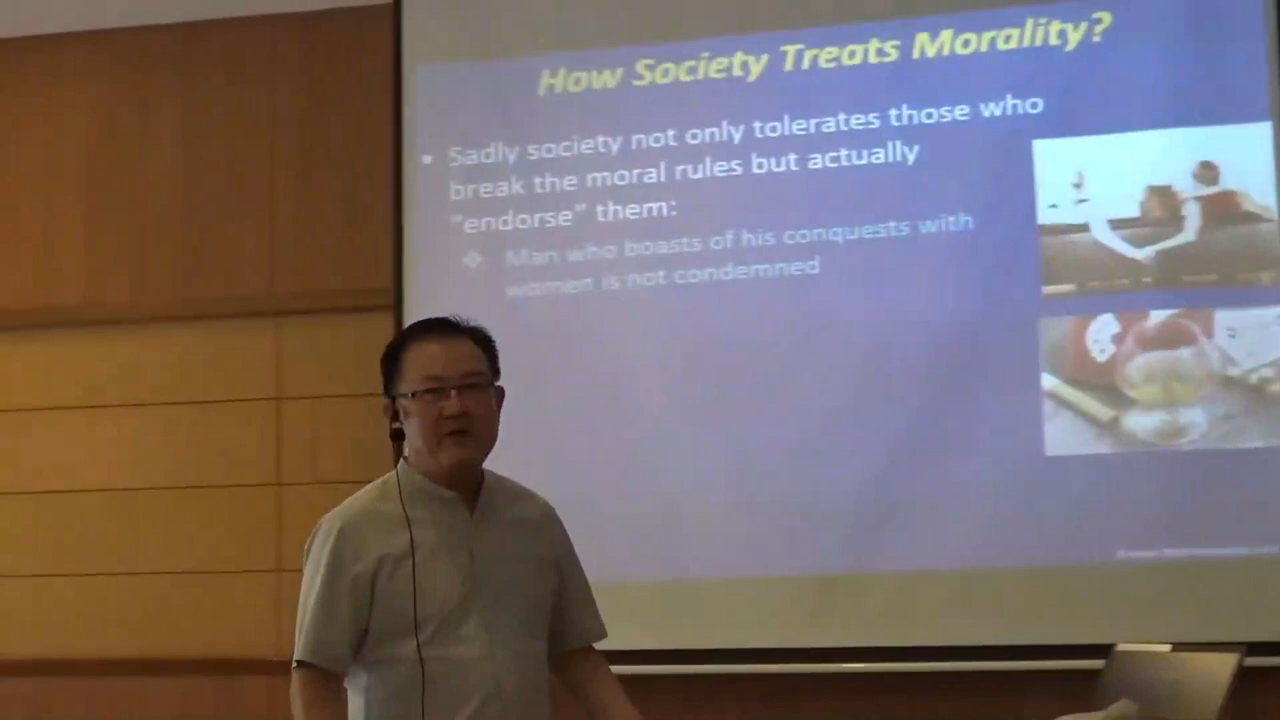 How Society Treats Morality?
• Sadly society not only tolerates those who
break the moral rules but actually
"endorse" them:
❖ Man who boasts of his conquests with
women is not condemned